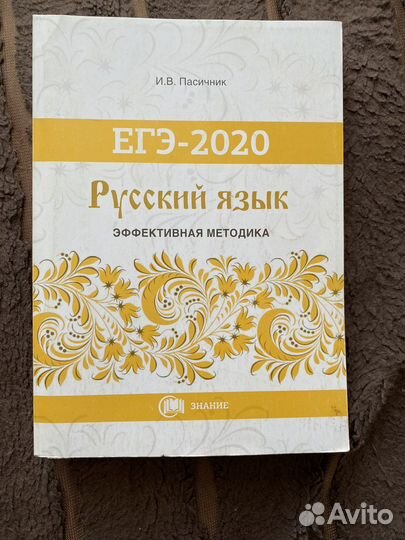 И.В. Пасичник
ЕГЭ-2020
Русский язык
ЭФФЕКТИВНАЯ МЕТОДИКА
ЗНАНИЕ
Avito